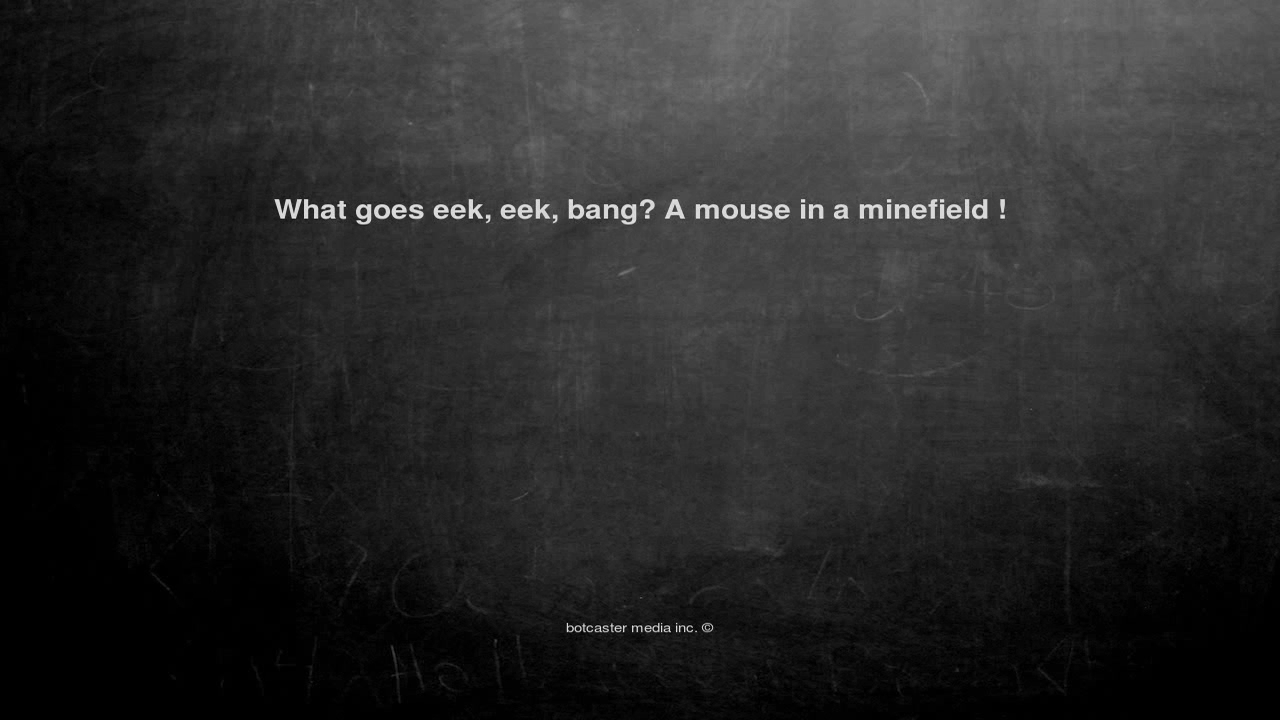 What goes eek, eek, bang? A mouse in a minefield !
botcaster media inc. ©